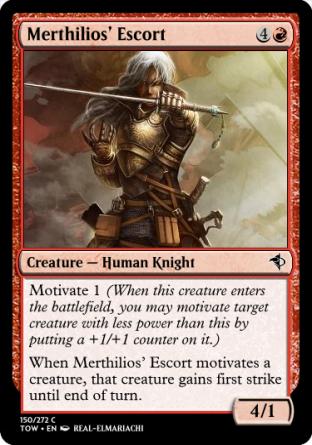 Merthilios' Escort 4
Creature — Human Knight
Motivate 1 (When this creature enters
the battlefield, you may motivate target
creature with less power than this by
putting a +1/+1 counter on it.)
When Merthilios' Escort motivates a
creature, that creature gains first strike
until end of turn.
150/272 C
TOW • EN REAL-ELMARIACHI
4/1